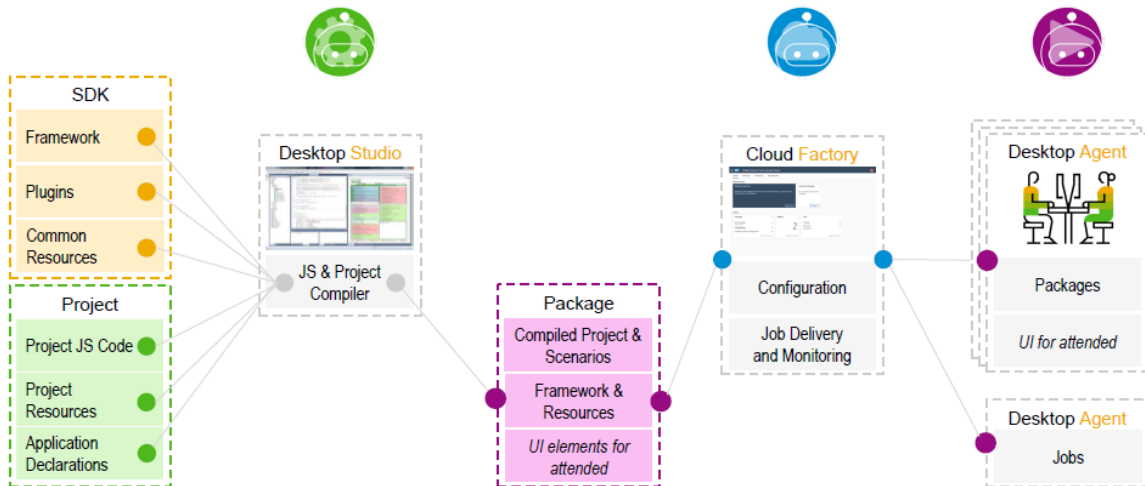 SDK
Framework
Plugins
Common
Resources
Project
Project JS Code
Project
Resources
Application
Declarations
Desktop Studio
JS & Project
Compiler
Package
Compiled Project &
Scenarios
Framework &
Resources
UI elements for
attended
Cloud Factory
2
Configuration
Job Delivery
and Monitoring
Desktop Agent
Packages
UI for attended
Desktop Agent
Jobs